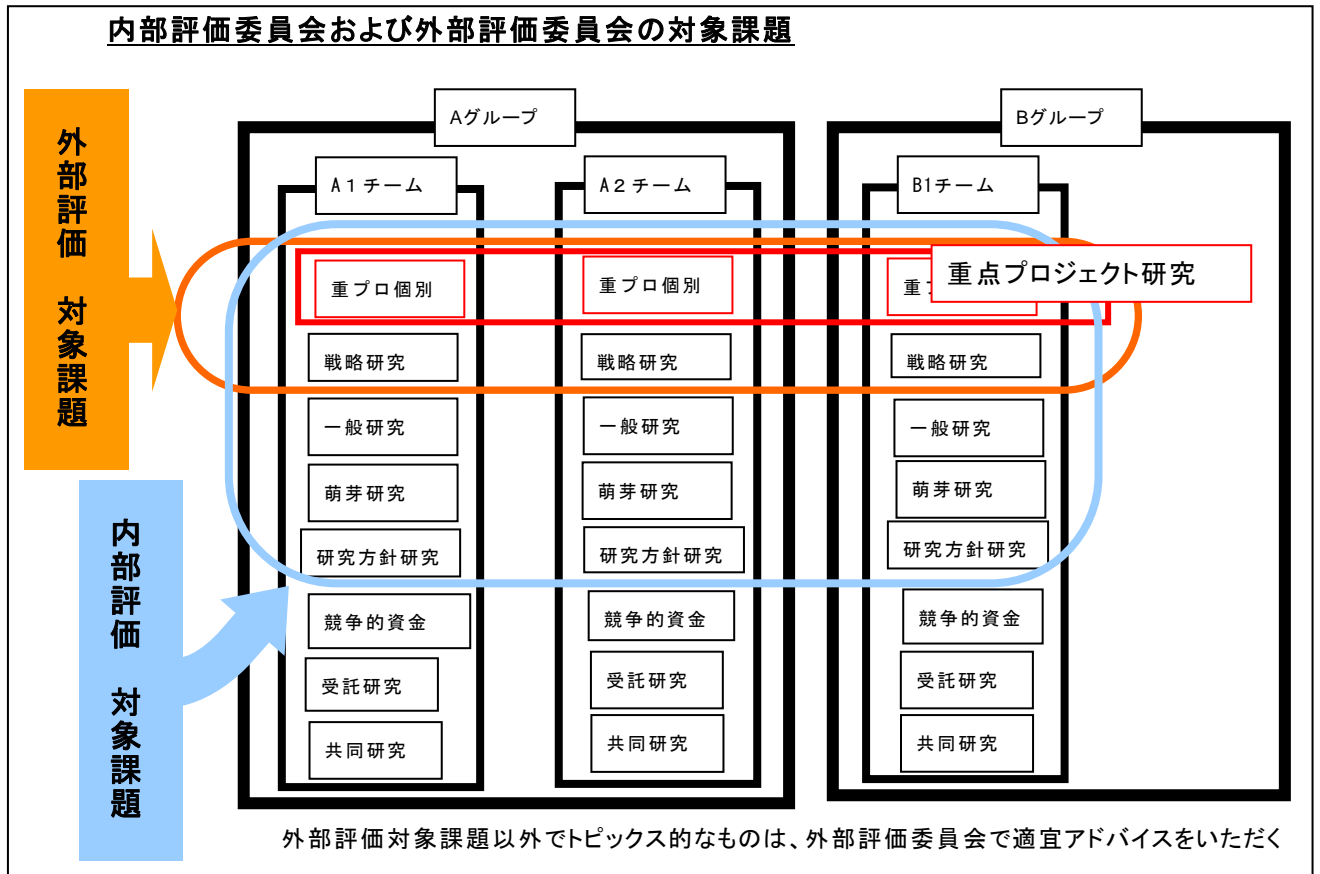 内部評価委員会および外部評価委員会の対象課題
外部評価 対象課題
内部評価 対象課題
Aグループ
Bグループ
A1チーム
A2チーム
B1チーム
重点プロジェクト研究
重プロ個別
重プロ個別
重
戦略研究
戦略研究
戦略研究
一般研究
一般研究
一般研究
萌芽研究
萌芽研究
萌芽研究
研究方針研究
研究方針研究
研究方針研究
競争的資金
競争的資金
競争的資金
受託研究
受託研究
受託研究
共同研究
共同研究
共同研究
外部評価対象課題以外でトピックス的なものは、外部評価委員会で適宜アドバイスをいただく